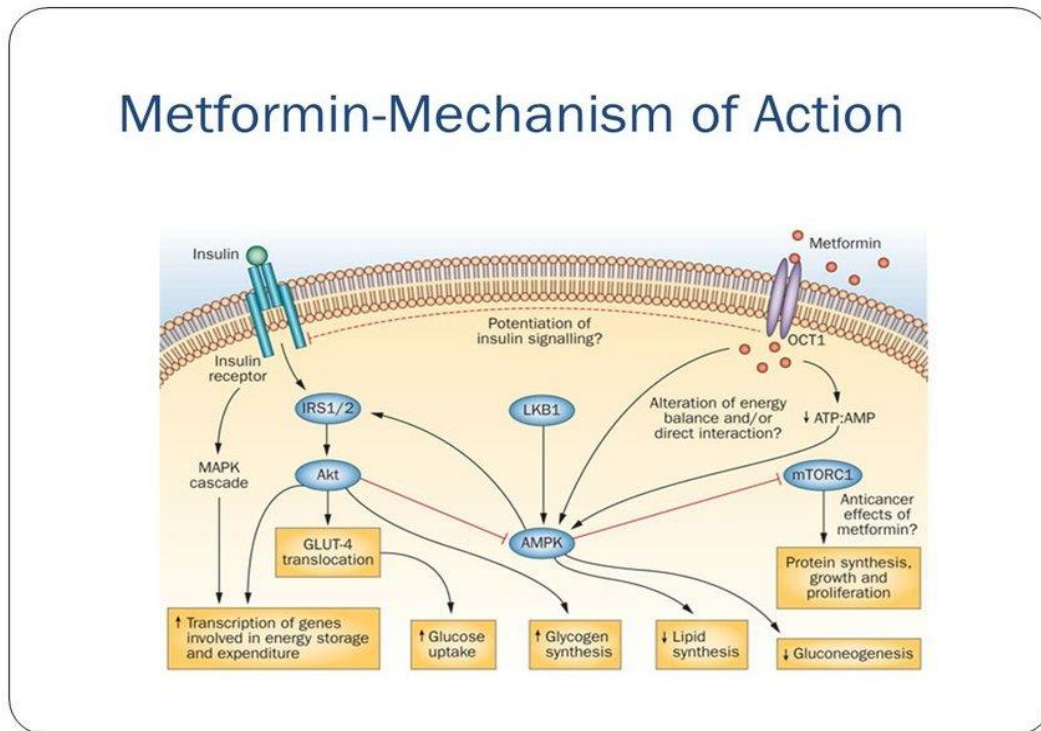 Metformin-Mechanism of Action
Insulin
Metformin
Potentiation of
insulin signalling?
OCT1
Insulin
receptor
IRS1/2
LKB1
Alteration of energy
balance and/or
direct interaction?
↓ ATP:AMP
MAPK
cascade
Akt
mTORC1
Anticancer
effects of
metformin?
GLUT-4
translocation
AMPK
Protein synthesis,
growth and
proliferation
↑ Transcription of genes
involved in energy storage
and expenditure
↑ Glucose
uptake
↑ Glycogen
synthesis
↓ Lipid
synthesis
↓ Gluconeogenesis